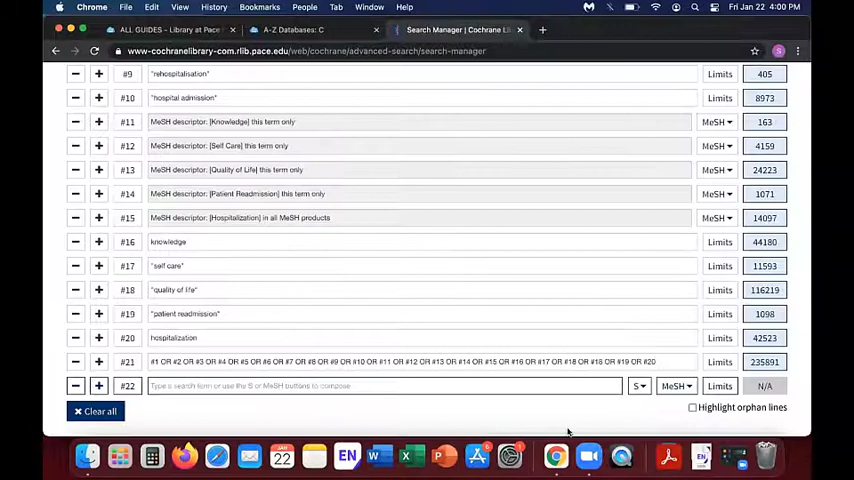 Chrome File Edit View History Bookmarks People Tab Window Help Fri Jan 22 4:00 PM
ALL GUIDES - Library at Pace × A-Z Databases: C × Search Manager | Cochrane Li × +
www-cochranelibrary-com.rlib.pace.edu/web/cochrane/advanced-search/search-manager S
− + #9 "rehospitalisation" Limits 405
− + #10 "hospital admission" Limits 8973
− + #11 MeSH descriptor: [Knowledge] this term only MeSH 163
− + #12 MeSH descriptor: [Self Care] this term only MeSH 4159
− + #13 MeSH descriptor: [Quality of Life] this term only MeSH 24223
− + #14 MeSH descriptor: [Patient Readmission] this term only MeSH 1071
− + #15 MeSH descriptor: [Hospitalization] in all MeSH products MeSH 14097
− + #16 knowledge Limits 44180
− + #17 "self care" Limits 11593
− + #18 "quality of life" Limits 116219
− + #19 "patient readmission" Limits 1098
− + #20 hospitalization Limits 42523
− + #21 #1 OR #2 OR #3 OR #4 OR #5 OR #6 OR #7 OR #8 OR #9 OR #10 OR #11 OR #12 OR #13 OR #14 OR #15 OR #16 OR #17 OR #18 OR #18 OR #19 OR #20 Limits 235891
− + #22 Type a search term or use the S or MeSH buttons to compose S MeSH Limits N/A
Highlight orphan lines
× Clear all
JAN
22 EN W X P